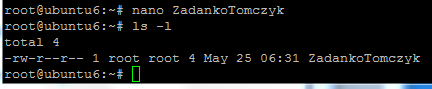 root@ubuntu6:~# nano ZadankoTomczyk
root@ubuntu6:~# ls -l
total 4
-rw-r--r-- 1 root root 4 May 25 06:31 ZadankoTomczyk
root@ubuntu6:~#